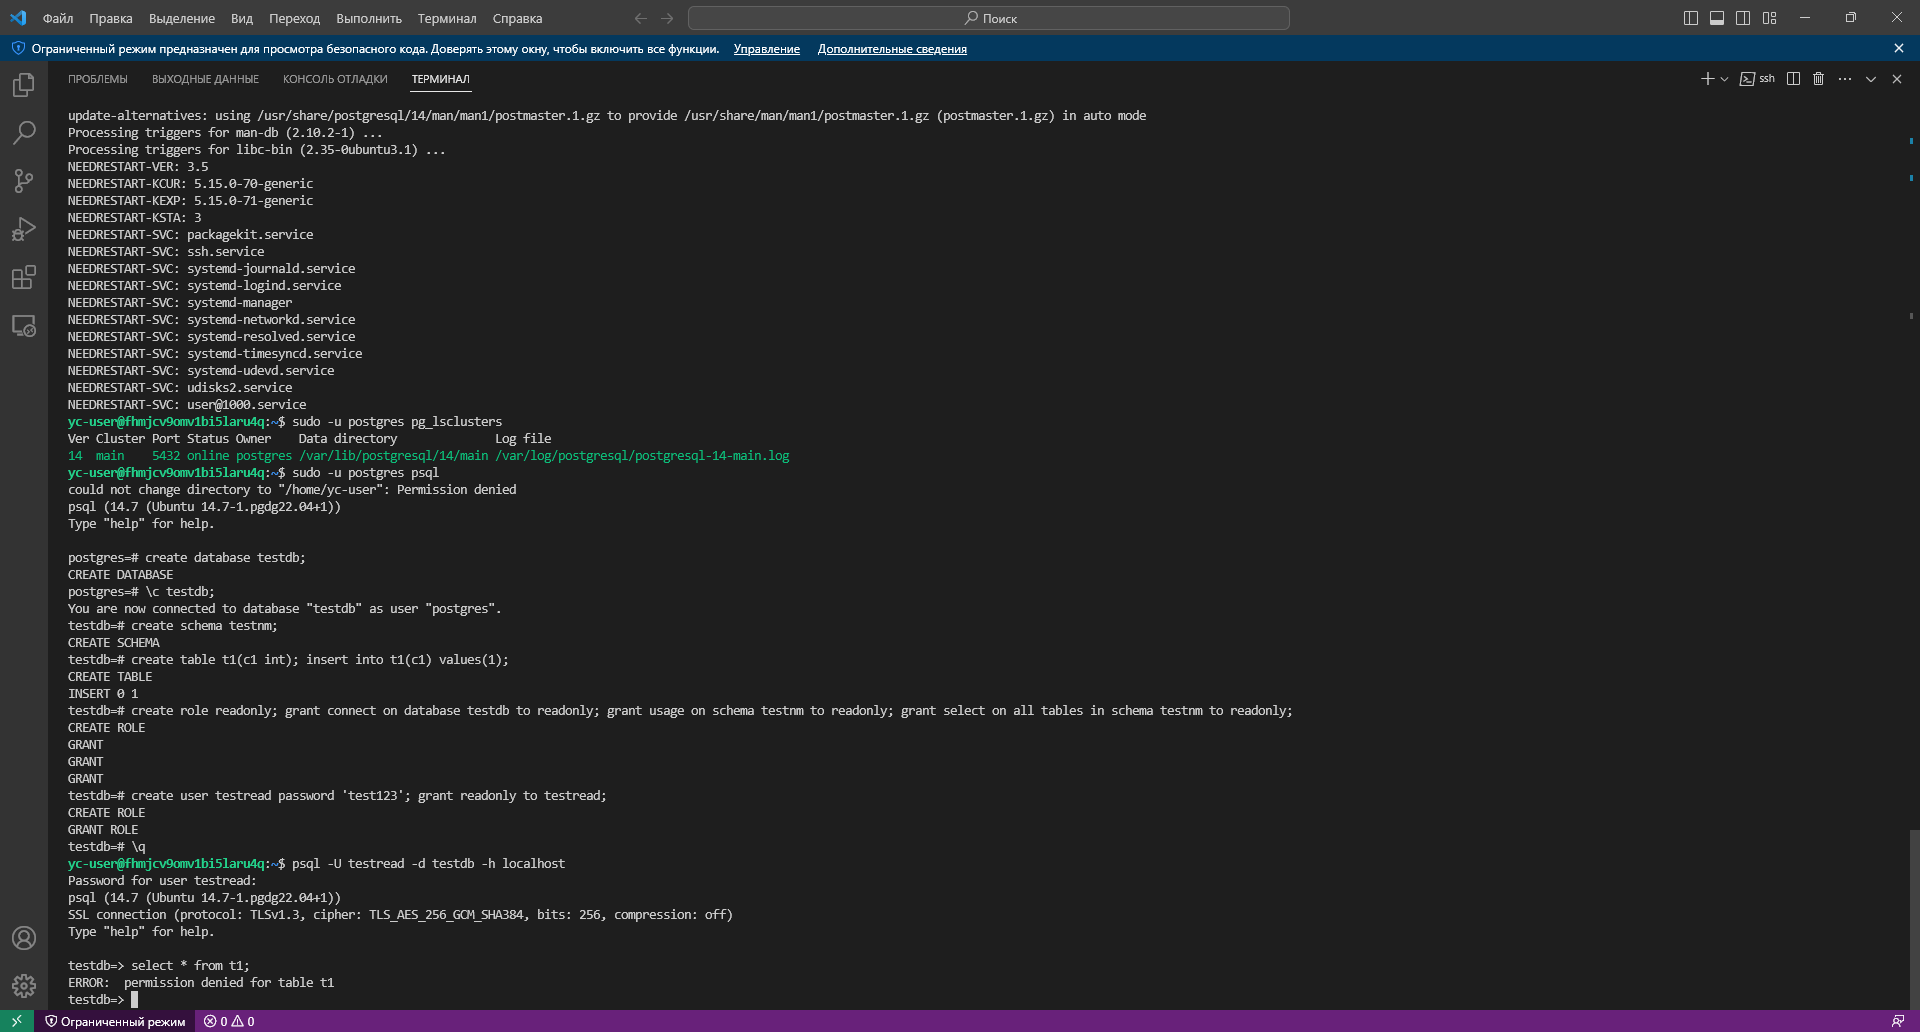 Файл Правка Выделение Вид Переход Выполнить Терминал Справка Поиск
Ограниченный режим предназначен для просмотра безопасного кода. Доверять этому окну, чтобы включить все функции. Управление Дополнительные сведения
ПРОБЛЕМЫ ВЫХОДНЫЕ ДАННЫЕ КОНСОЛЬ ОТЛАДКИ ТЕРМИНАЛ ssh
update-alternatives: using /usr/share/postgresql/14/man/man1/postmaster.1.gz to provide /usr/share/man/man1/postmaster.1.gz (postmaster.1.gz) in auto mode
Processing triggers for man-db (2.10.2-1) ...
Processing triggers for libc-bin (2.35-0ubuntu3.1) ...
NEEDRESTART-VER: 3.5
NEEDRESTART-KCUR: 5.15.0-70-generic
NEEDRESTART-KEXP: 5.15.0-71-generic
NEEDRESTART-KSTA: 3
NEEDRESTART-SVC: packagekit.service
NEEDRESTART-SVC: ssh.service
NEEDRESTART-SVC: systemd-journald.service
NEEDRESTART-SVC: systemd-logind.service
NEEDRESTART-SVC: systemd-manager
NEEDRESTART-SVC: systemd-networkd.service
NEEDRESTART-SVC: systemd-resolved.service
NEEDRESTART-SVC: systemd-timesyncd.service
NEEDRESTART-SVC: systemd-udevd.service
NEEDRESTART-SVC: udisks2.service
NEEDRESTART-SVC: user@1000.service
yc-user@fhmjcv9omv1bi5laru4q:~$ sudo -u postgres pg_lsclusters
Ver Cluster Port Status Owner    Data directory              Log file
14  main    5432 online postgres /var/lib/postgresql/14/main /var/log/postgresql/postgresql-14-main.log
yc-user@fhmjcv9omv1bi5laru4q:~$ sudo -u postgres psql
could not change directory to "/home/yc-user": Permission denied
psql (14.7 (Ubuntu 14.7-1.pgdg22.04+1))
Type "help" for help.
postgres=# create database testdb;
CREATE DATABASE
postgres=# \c testdb;
You are now connected to database "testdb" as user "postgres".
testdb=# create schema testnm;
CREATE SCHEMA
testdb=# create table t1(c1 int); insert into t1(c1) values(1);
CREATE TABLE
INSERT 0 1
testdb=# create role readonly; grant connect on database testdb to readonly; grant usage on schema testnm to readonly; grant select on all tables in schema testnm to readonly;
CREATE ROLE
GRANT
GRANT
GRANT
testdb=# create user testread password 'test123'; grant readonly to testread;
CREATE ROLE
GRANT ROLE
testdb=# \q
yc-user@fhmjcv9omv1bi5laru4q:~$ psql -U testread -d testdb -h localhost
Password for user testread:
psql (14.7 (Ubuntu 14.7-1.pgdg22.04+1))
SSL connection (protocol: TLSv1.3, cipher: TLS_AES_256_GCM_SHA384, bits: 256, compression: off)
Type "help" for help.
testdb=> select * from t1;
ERROR:  permission denied for table t1
testdb=>
Ограниченный режим 0 0